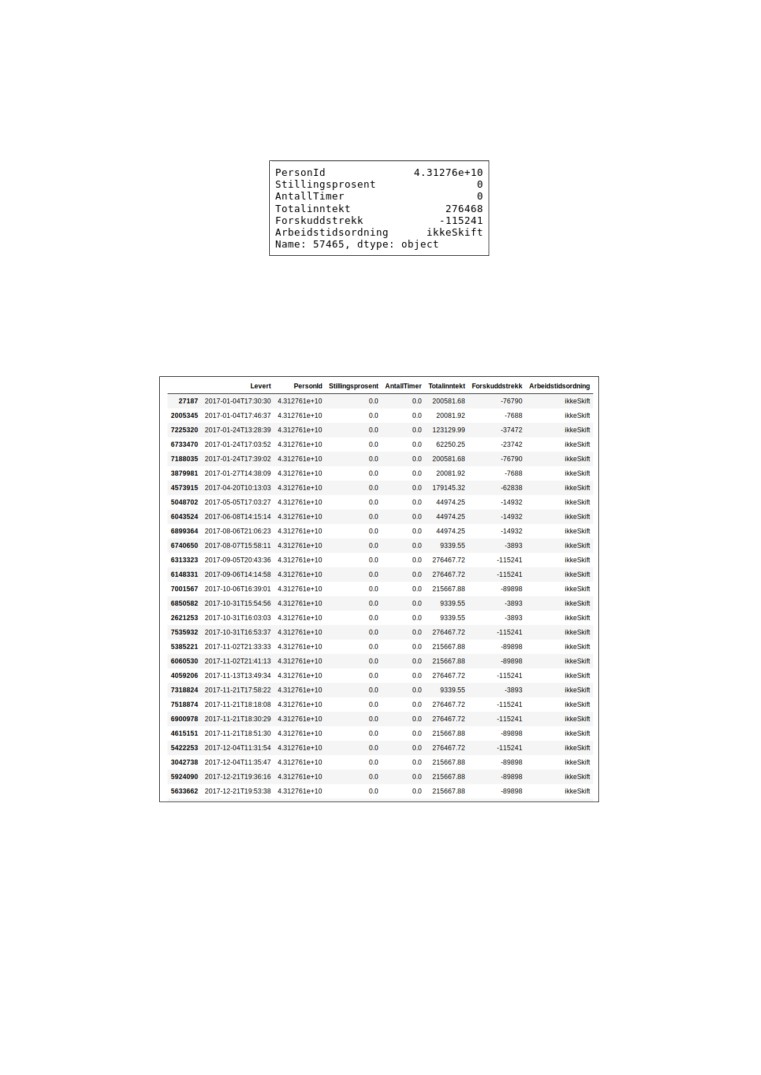 PersonId 4.31276e+10
Stillingsprosent 0
AntallTimer 0
Totalinntekt 276468
Forskuddstrekk -115241
Arbeidstidsordning ikkeSkift
Name: 57465, dtype: object
Levert PersonId Stillingsprosent AntallTimer Totalinntekt Forskuddstrekk Arbeidstidsordning
27187 2017-01-04T17:30:30 4.312761e+10 0.0 0.0 200581.68 -76790 ikkeSkift
2005345 2017-01-04T17:46:37 4.312761e+10 0.0 0.0 20081.92 -7688 ikkeSkift
7225320 2017-01-24T13:28:39 4.312761e+10 0.0 0.0 123129.99 -37472 ikkeSkift
6733470 2017-01-24T17:03:52 4.312761e+10 0.0 0.0 62250.25 -23742 ikkeSkift
7188035 2017-01-24T17:39:02 4.312761e+10 0.0 0.0 200581.68 -76790 ikkeSkift
3879981 2017-01-27T14:38:09 4.312761e+10 0.0 0.0 20081.92 -7688 ikkeSkift
4573915 2017-04-20T10:13:03 4.312761e+10 0.0 0.0 179145.32 -62838 ikkeSkift
5048702 2017-05-05T17:03:27 4.312761e+10 0.0 0.0 44974.25 -14932 ikkeSkift
6043524 2017-06-08T14:15:14 4.312761e+10 0.0 0.0 44974.25 -14932 ikkeSkift
6899364 2017-08-06T21:06:23 4.312761e+10 0.0 0.0 44974.25 -14932 ikkeSkift
6740650 2017-08-07T15:58:11 4.312761e+10 0.0 0.0 9339.55 -3893 ikkeSkift
6313323 2017-09-05T20:43:36 4.312761e+10 0.0 0.0 276467.72 -115241 ikkeSkift
6148331 2017-09-06T14:14:58 4.312761e+10 0.0 0.0 276467.72 -115241 ikkeSkift
7001567 2017-10-06T16:39:01 4.312761e+10 0.0 0.0 215667.88 -89898 ikkeSkift
6850582 2017-10-31T15:54:56 4.312761e+10 0.0 0.0 9339.55 -3893 ikkeSkift
2621253 2017-10-31T16:03:03 4.312761e+10 0.0 0.0 9339.55 -3893 ikkeSkift
7535932 2017-10-31T16:53:37 4.312761e+10 0.0 0.0 276467.72 -115241 ikkeSkift
5385221 2017-11-02T21:33:33 4.312761e+10 0.0 0.0 215667.88 -89898 ikkeSkift
6060530 2017-11-02T21:41:13 4.312761e+10 0.0 0.0 215667.88 -89898 ikkeSkift
4059206 2017-11-13T13:49:34 4.312761e+10 0.0 0.0 276467.72 -115241 ikkeSkift
7318824 2017-11-21T17:58:22 4.312761e+10 0.0 0.0 9339.55 -3893 ikkeSkift
7518874 2017-11-21T18:18:08 4.312761e+10 0.0 0.0 276467.72 -115241 ikkeSkift
6900978 2017-11-21T18:30:29 4.312761e+10 0.0 0.0 276467.72 -115241 ikkeSkift
4615151 2017-11-21T18:51:30 4.312761e+10 0.0 0.0 215667.88 -89898 ikkeSkift
5422253 2017-12-04T11:31:54 4.312761e+10 0.0 0.0 276467.72 -115241 ikkeSkift
3042738 2017-12-04T11:35:47 4.312761e+10 0.0 0.0 215667.88 -89898 ikkeSkift
5924090 2017-12-21T19:36:16 4.312761e+10 0.0 0.0 215667.88 -89898 ikkeSkift
5633662 2017-12-21T19:53:38 4.312761e+10 0.0 0.0 215667.88 -89898 ikkeSkift